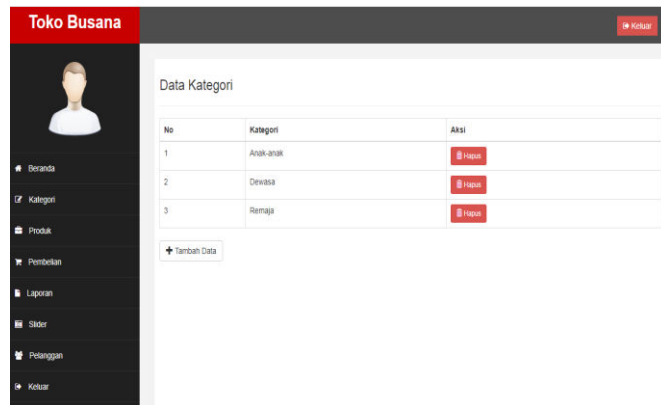 Toko Busana
Keluar
Data Kategori
No Kategori Aksi
1 Anak-anak Hapus
2 Dewasa Hapus
3 Remaja Hapus
Tambah Data
Beranda
Kategori
Produk
Pembelian
Laporan
Slider
Pelanggan
Keluar